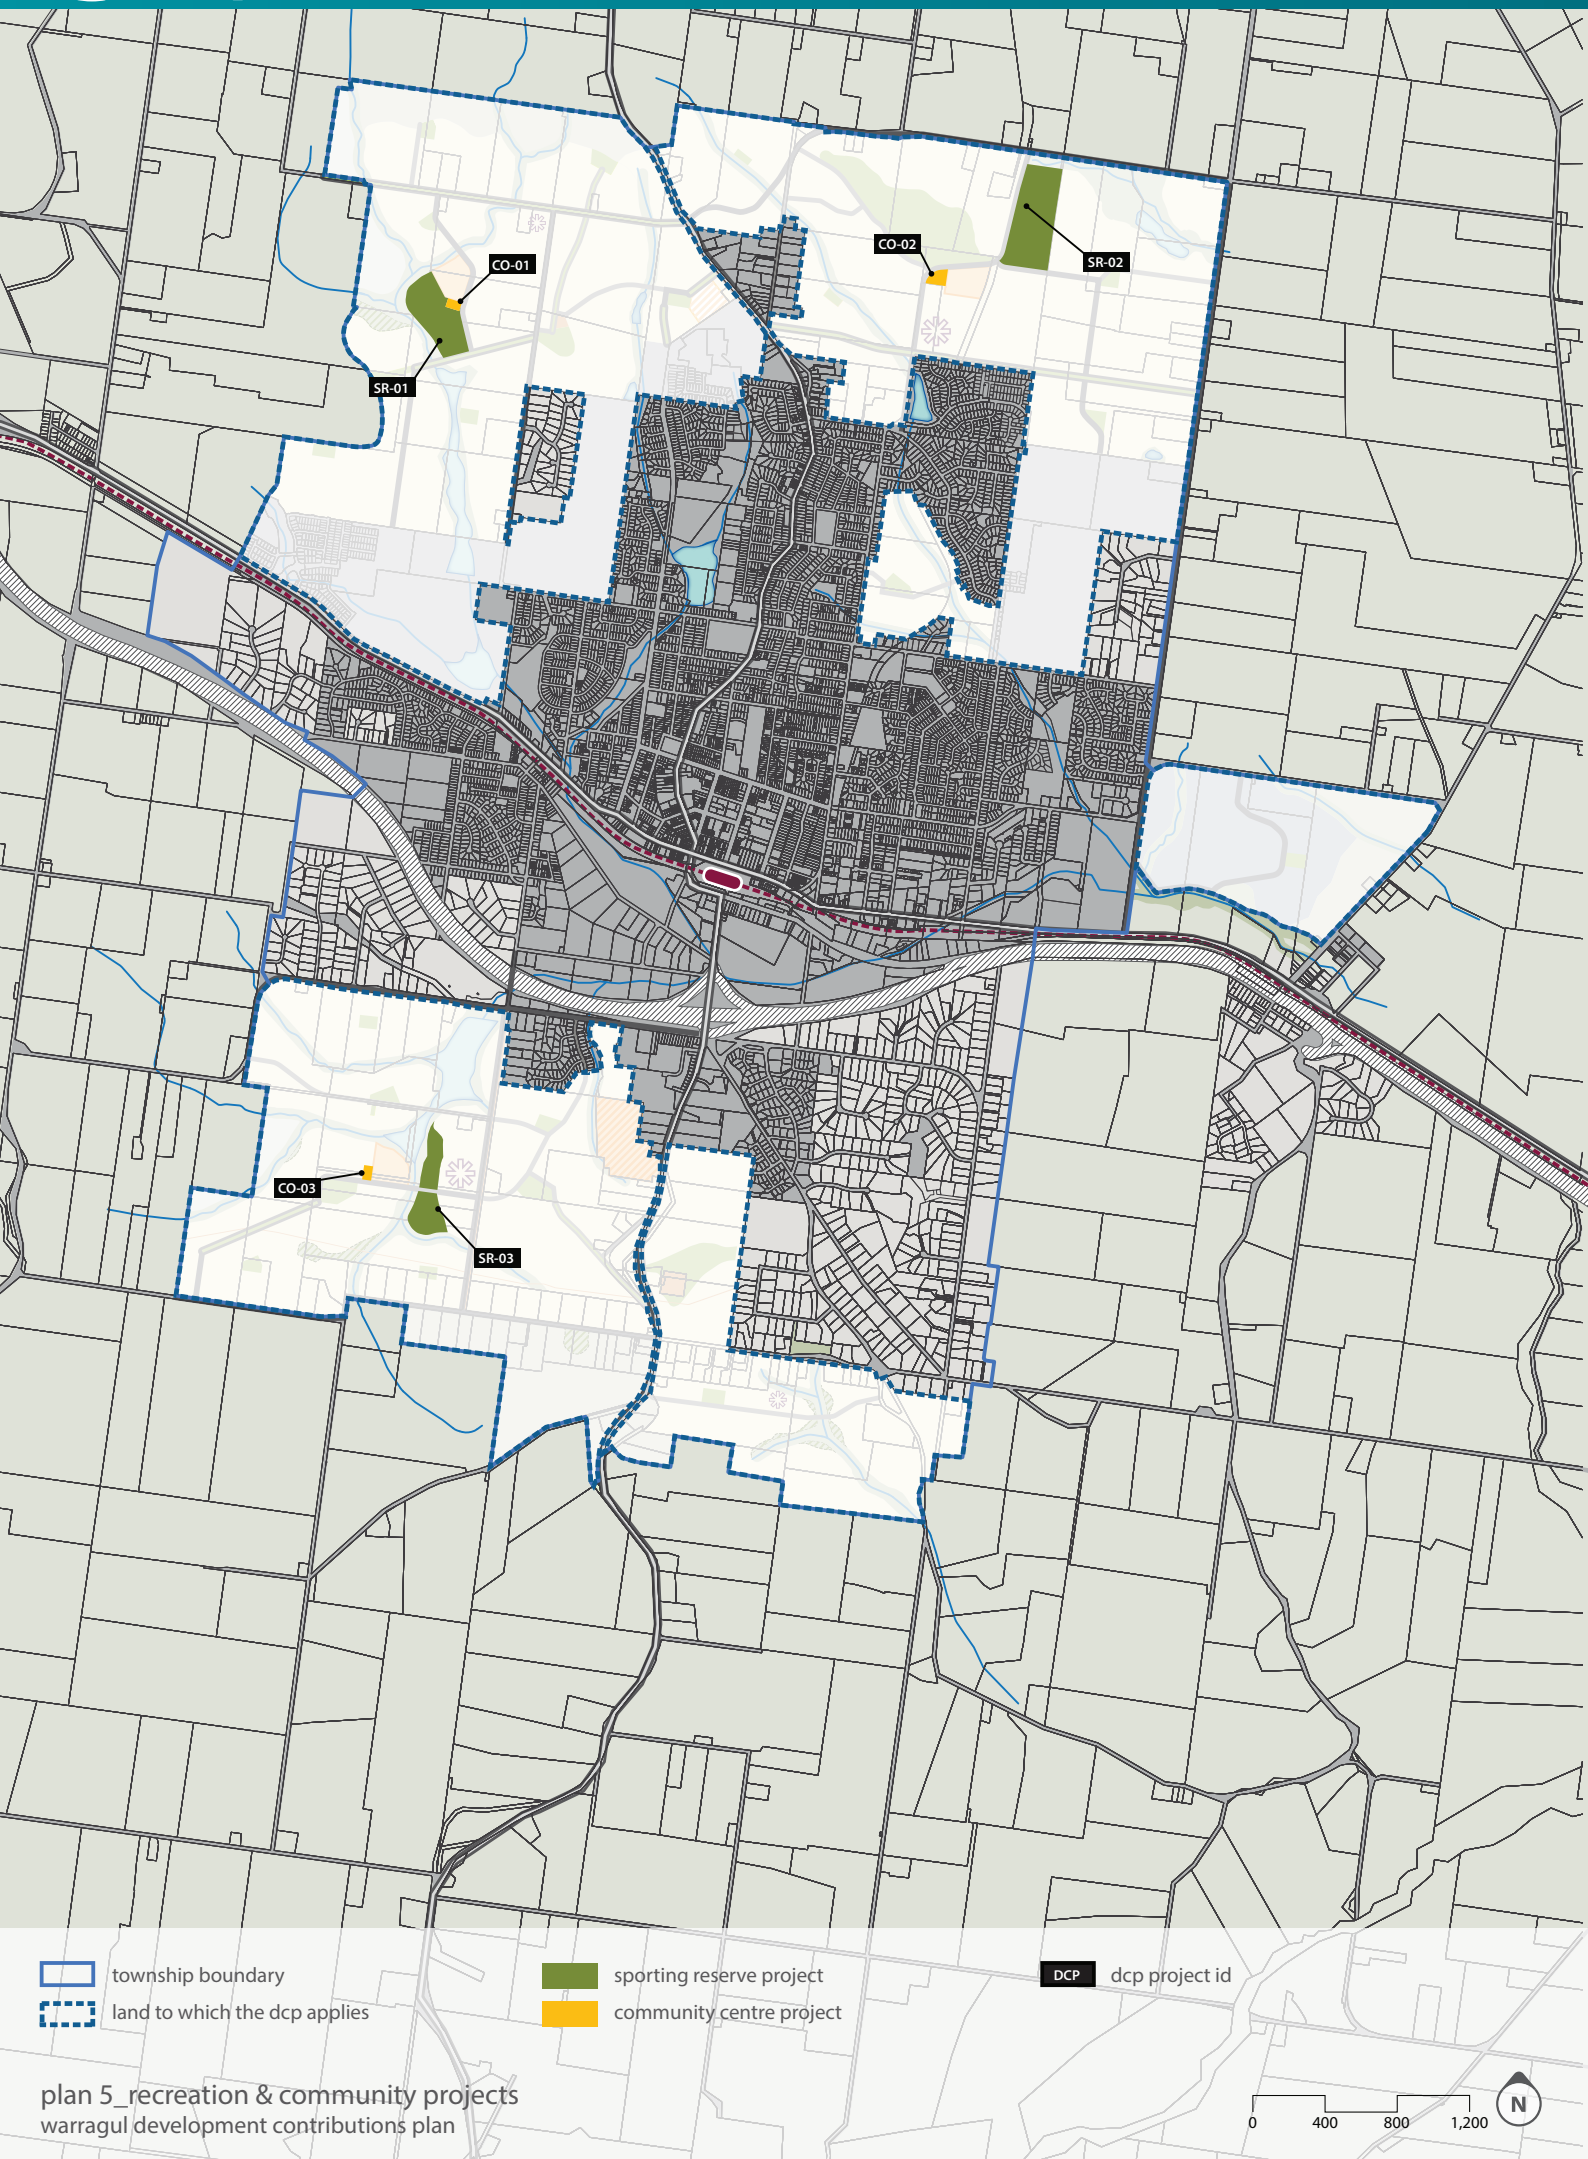 CO-02
SR-02
CO-01
SR-01
CO-03
SR-03
township boundary
land to which the dcp applies
sporting reserve project
community centre project
DCP dcp project id
plan 5_recreation & community projects
warragul development contributions plan
0 400 800 1,200
N